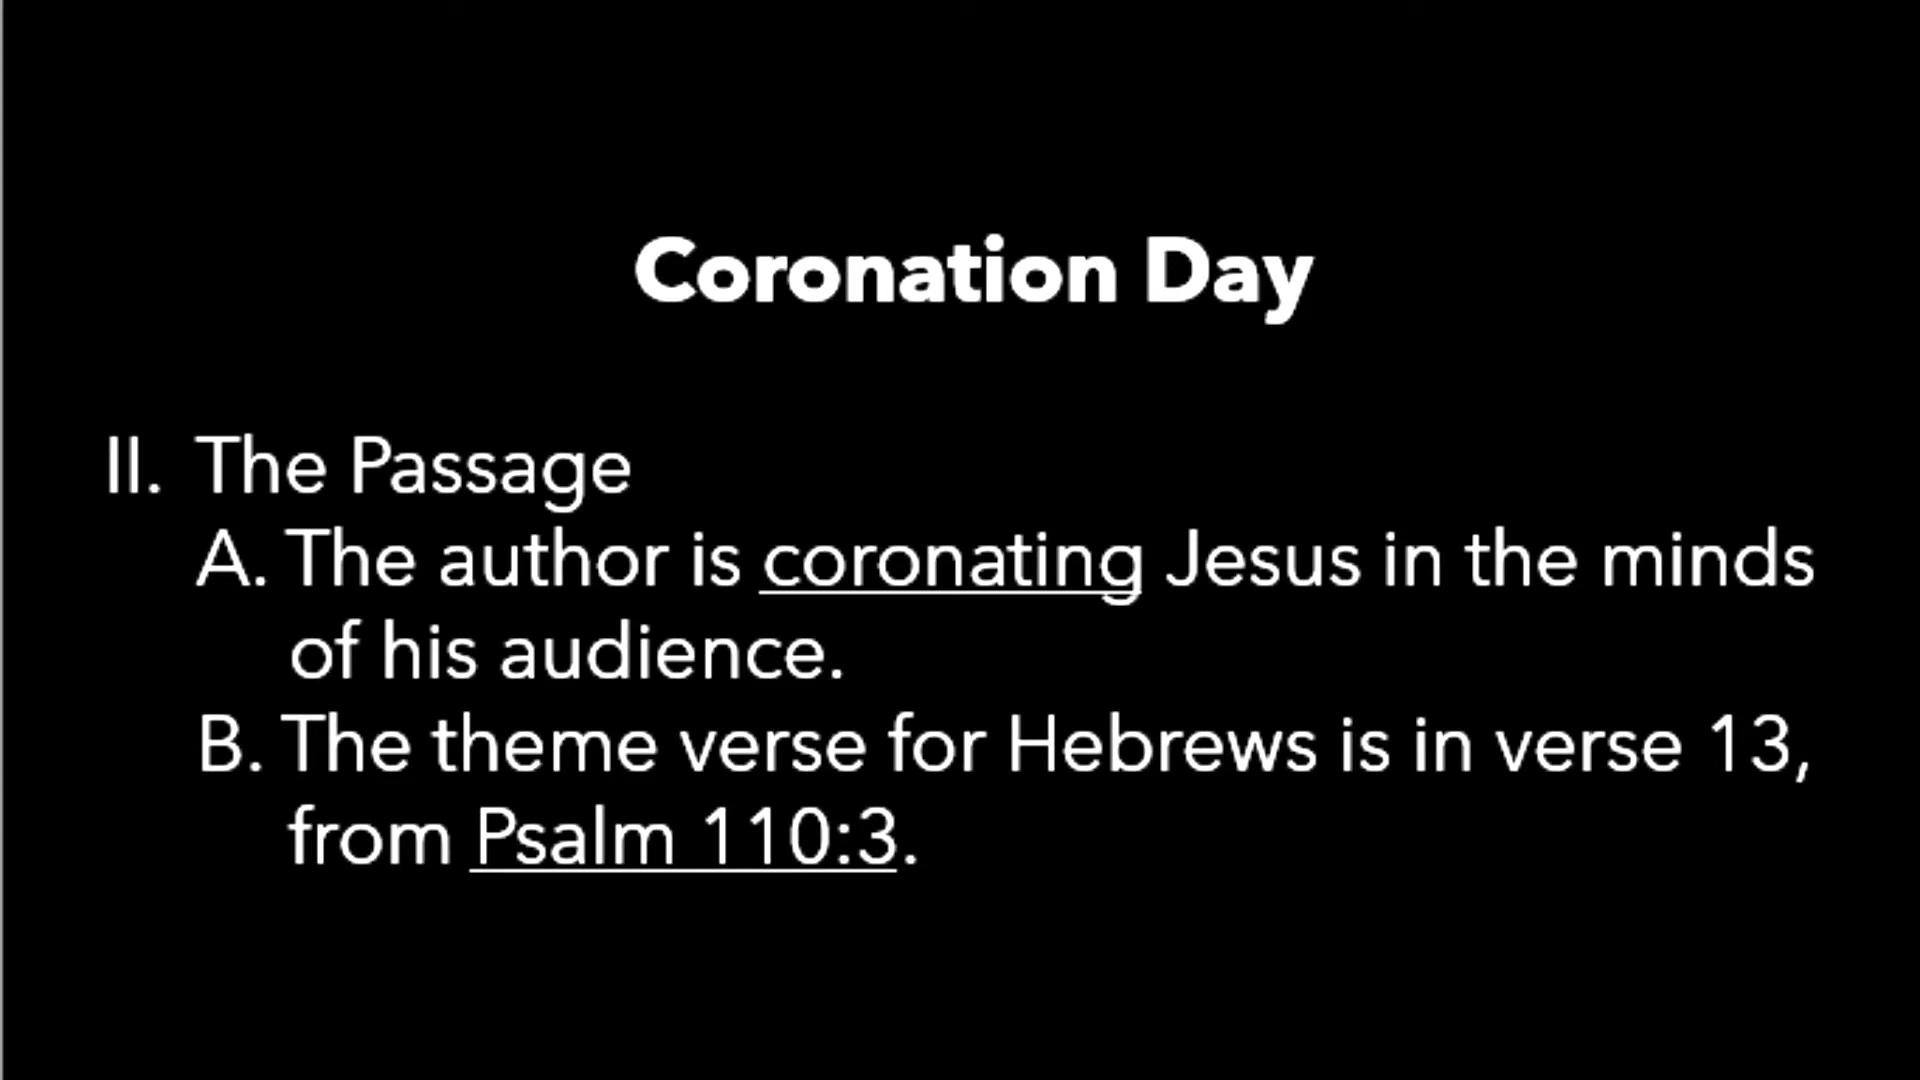 Coronation Day
II. The Passage
A. The author is coronating Jesus in the minds
of his audience.
B. The theme verse for Hebrews is in verse 13,
from Psalm 110:3.